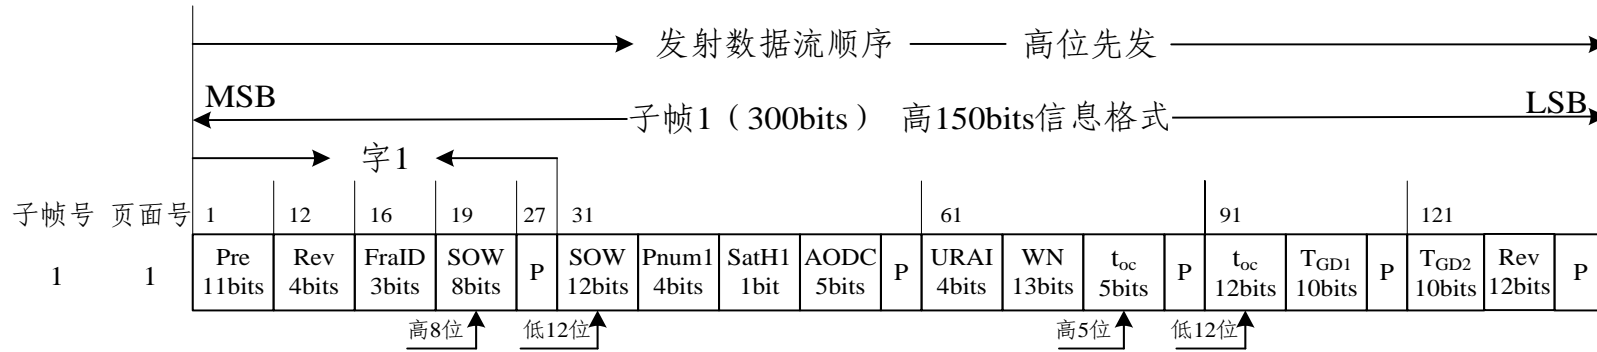 发射数据流顺序 高位先发
MSB LSB
子帧1（300bits） 高150bits信息格式
字1
子帧号 页面号 1 12 16 19 27 31 61 91 121
Pre Rev FraID SOW P SOW Pnum1 SatH1 AODC P URAI WN toc P toc TGD1 P TGD2 Rev P
1 1 11bits 4bits 3bits 8bits 12bits 4bits 1bit 5bits 4bits 13bits 5bits 12bits 10bits 10bits 12bits
高8位 低12位 高5位 低12位